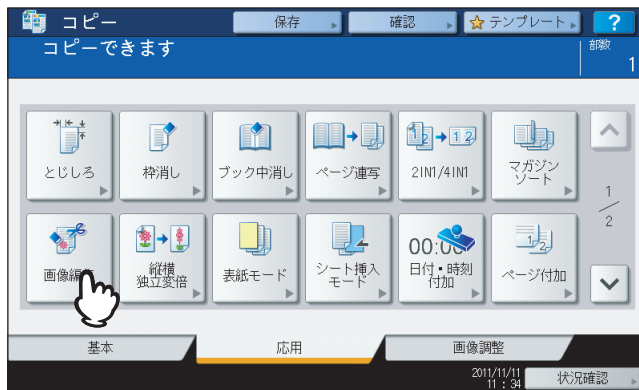 コピー
保存
確認
テンプレート
?
コピーできます
部数
1
とじしろ
枠消し
ブック中消し
ページ連写
2IN1/4IN1
マガジン
ソート
1
2
縦横
独立変倍
表紙モード
シート挿入
モード
日付・時刻
付加
ページ付加
基本
応用
画像調整
2011/11/11
11:34
状況確認